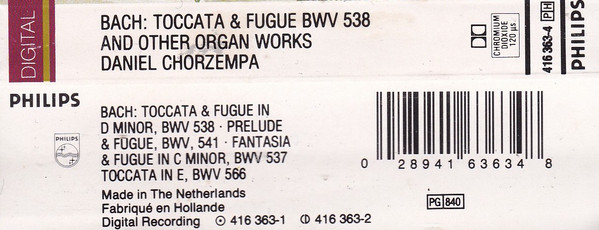 DIGITAL
BACH: TOCCATA & FUGUE BWV 538
AND OTHER ORGAN WORKS
DANIEL CHORZEMPA
CHROMIUM
DIOXIDE
120 µs
416 363-4 PH
PHILIPS
PHILIPS
PHILIPS
BACH: TOCCATA & FUGUE IN
D MINOR, BWV 538 · PRELUDE
& FUGUE, BWV, 541 · FANTASIA
& FUGUE IN C MINOR, BWV 537
TOCCATA IN E, BWV 566
Made in The Netherlands
Fabriqué en Hollande
Digital Recording 416 363-1 416 363-2
0 28941 63634 8
PG 840